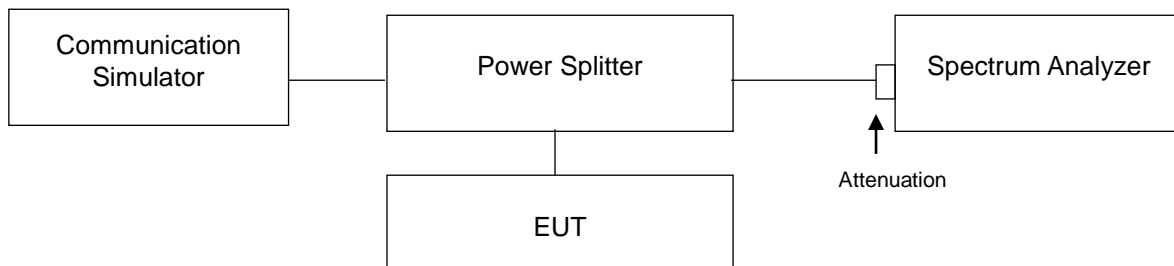 Communication
Simulator
Power Splitter
Spectrum Analyzer
Attenuation
EUT